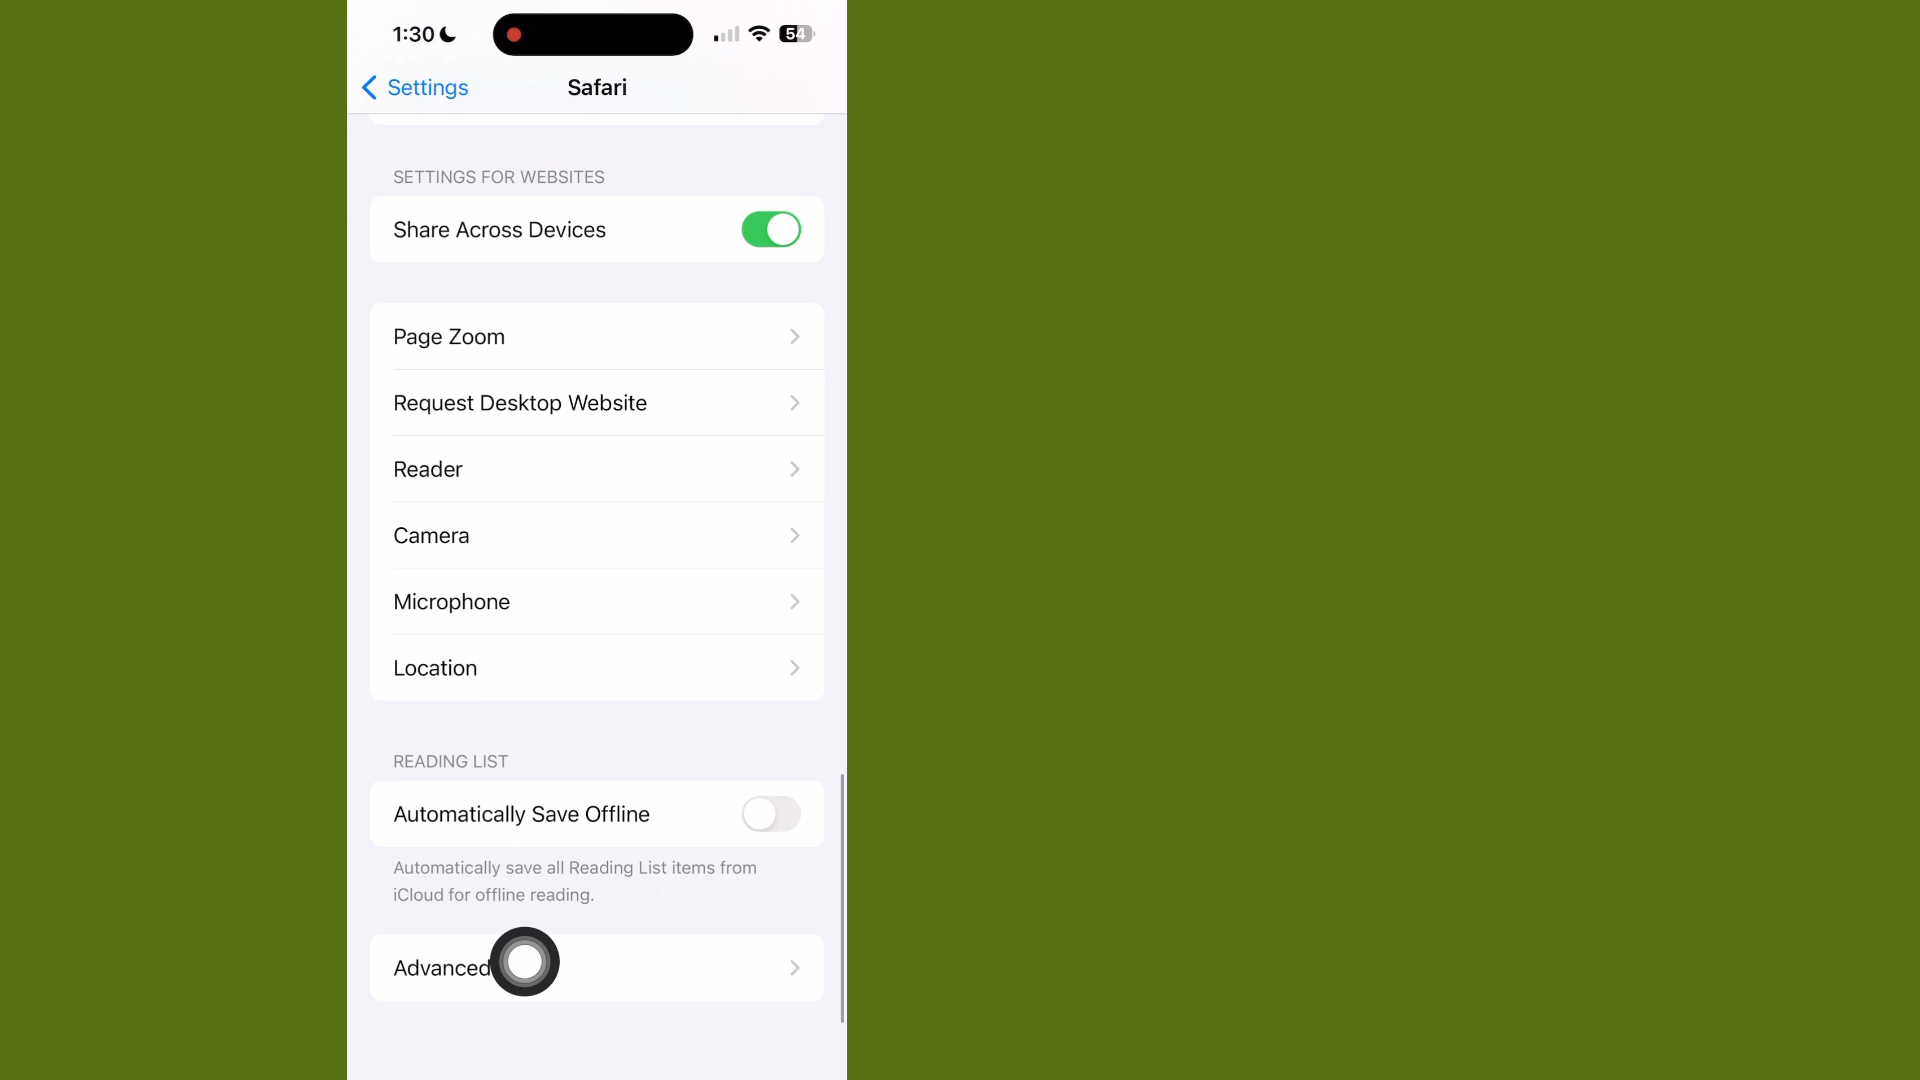 1:30
54
Settings
Safari
SETTINGS FOR WEBSITES
Share Across Devices
Page Zoom
Request Desktop Website
Reader
Camera
Microphone
Location
READING LIST
Automatically Save Offline
Automatically save all Reading List items from
iCloud for offline reading.
Advanced